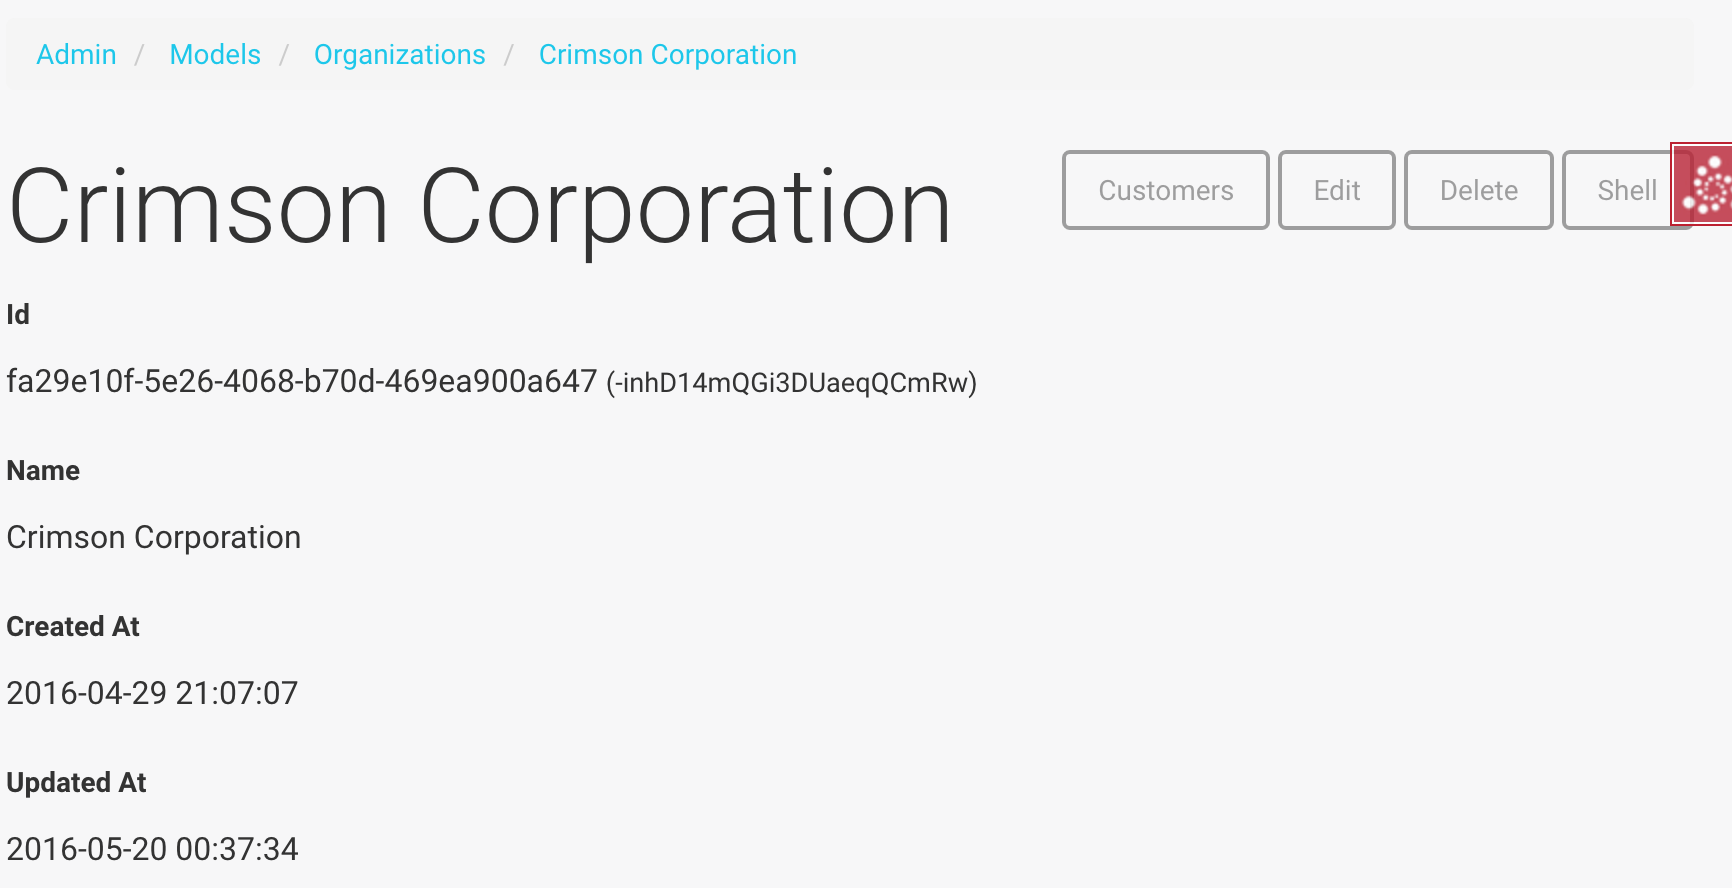 Admin / Models / Organizations / Crimson Corporation
Crimson Corporation
Customers Edit Delete Shell
Id
fa29e10f-5e26-4068-b70d-469ea900a647 (-inhD14mQGi3DUaeqQCmRw)
Name
Crimson Corporation
Created At
2016-04-29 21:07:07
Updated At
2016-05-20 00:37:34